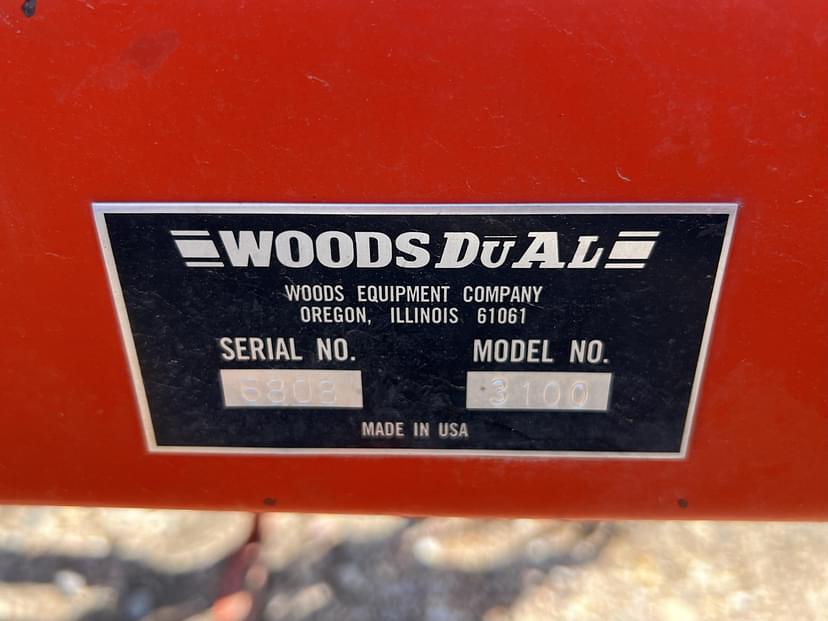 WOODS DUAL
WOODS EQUIPMENT COMPANY
OREGON, ILLINOIS 61061
SERIAL NO. MODEL NO.
6808 3100
MADE IN USA